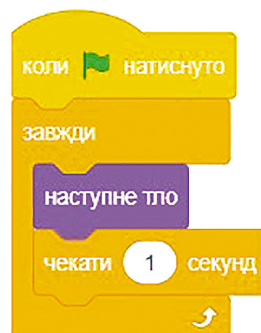 коли натиснуто
завжди
наступне тло
чекати 1 секунд